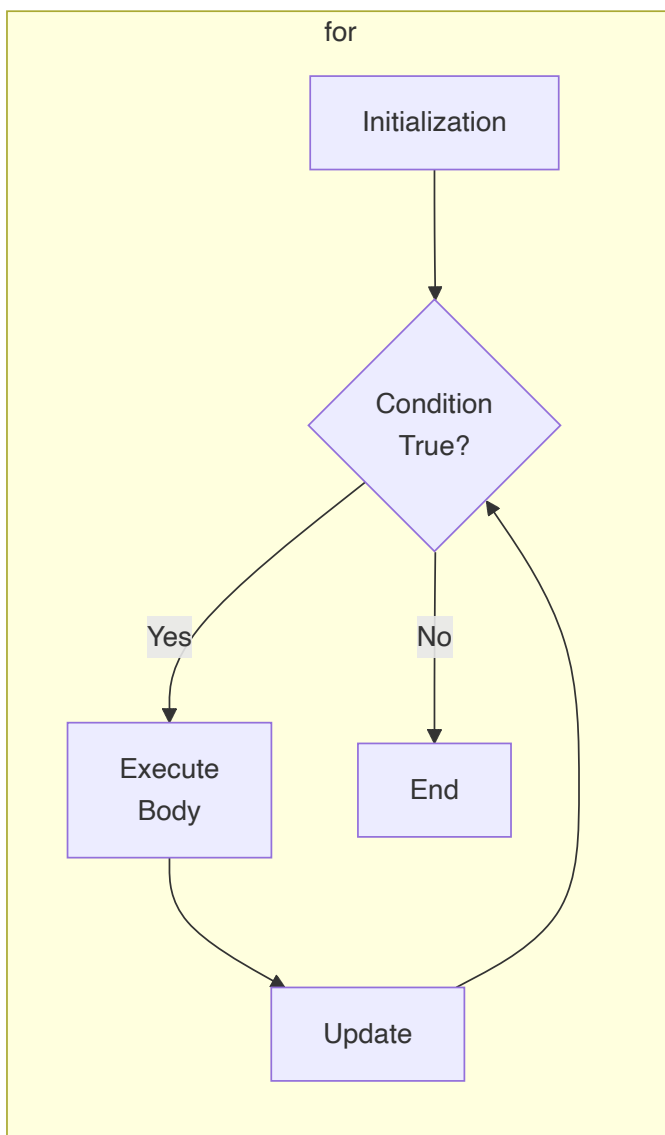 for
Initialization
Condition
True?
Yes
No
Execute
Body
End
Update